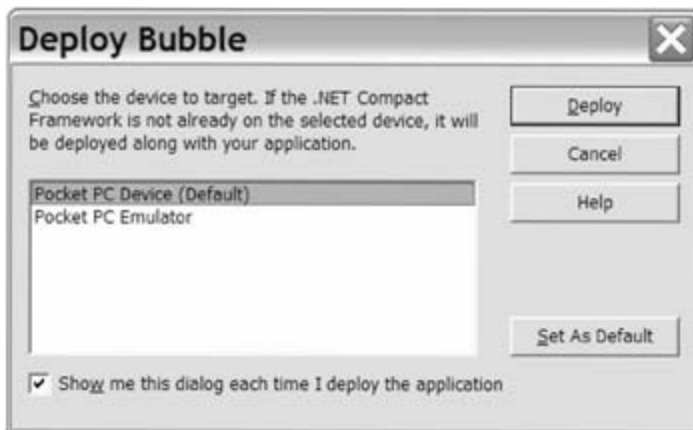 Deploy Bubble
Choose the device to target. If the .NET Compact
Framework is not already on the selected device, it will
be deployed along with your application.
Pocket PC Device (Default)
Pocket PC Emulator
Deploy
Cancel
Help
Set As Default
Show me this dialog each time I deploy the application